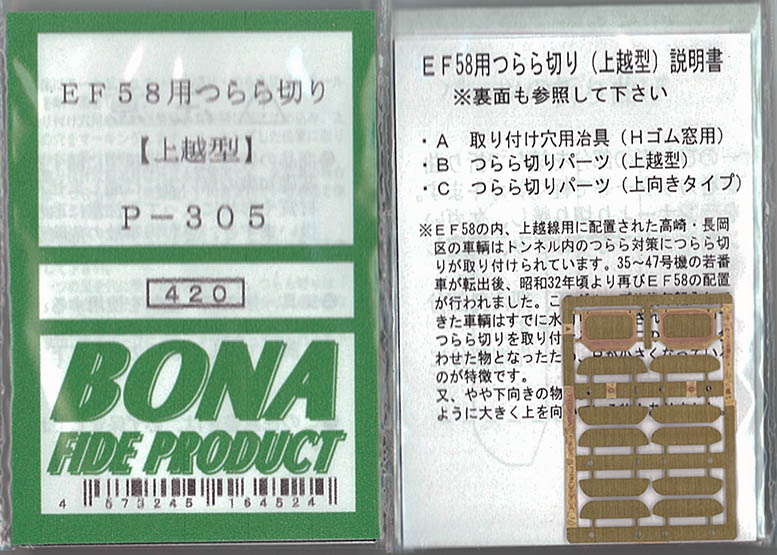 EF58用つらら切り
【上越型】
P－305
420
BONA
FIDE PRODUCT
4 573245 164524
EF58用つらら切り（上越型）説明書
※裏面も参照して下さい
・A 取り付け穴用冶具（Hゴム窓用）
・B つらら切りパーツ（上越型）
・C つらら切りパーツ（上向きタイプ）
※EF58の内、上越線用に配置された高崎・長岡
区の車輌はトンネル内のつらら対策につらら切
りが取り付けられています。35～47号機の若番
車が転出後、昭和32年頃より再びEF58の配置
が行われました。こ
きた車輌はすでに水
つらら切りを取り付
わせた物となったた
のが特徴です。
又、やや下向きの物
ように大きく上を向